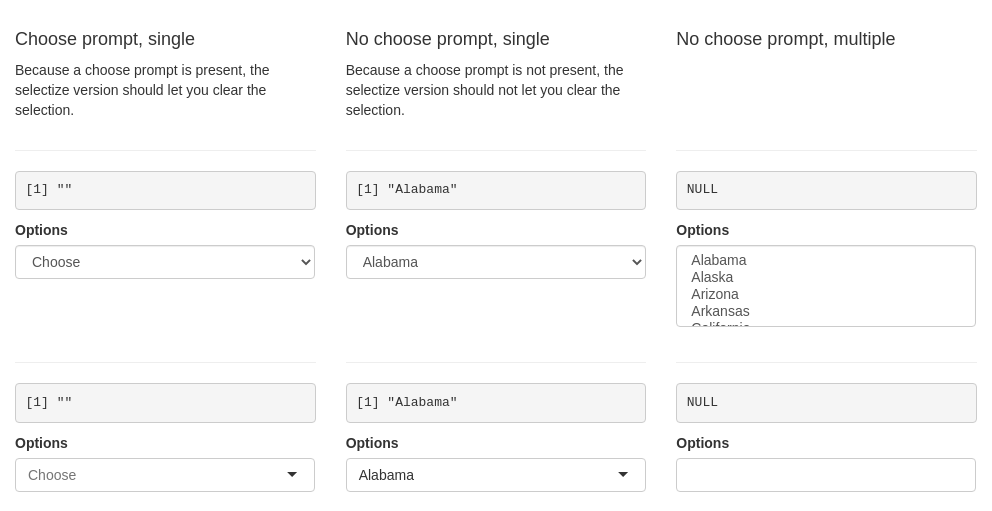 Choose prompt, single
Because a choose prompt is present, the
selectize version should let you clear the
selection.
[1] ""
Options
Choose
[1] ""
Options
Choose
No choose prompt, single
Because a choose prompt is not present, the
selectize version should not let you clear the
selection.
[1] "Alabama"
Options
Alabama
[1] "Alabama"
Options
Alabama
No choose prompt, multiple
NULL
Options
Alabama
Alaska
Arizona
Arkansas
California
NULL
Options